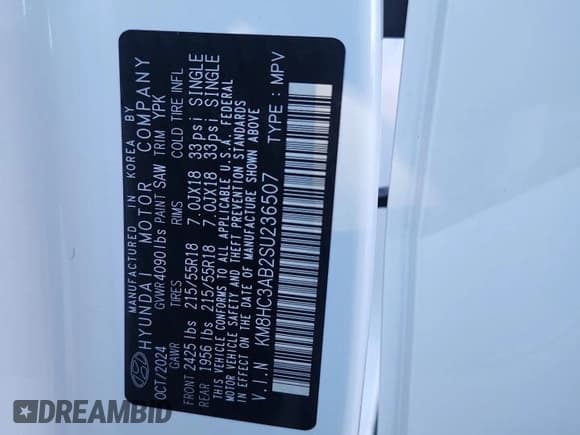 MANUFACTURED IN KOREA BY
HYUNDAI MOTOR COMPANY
OCT/2024 GVWR 4090lbs PAINT SAW TRIM YPK
GAWR TIRES RIMS COLD TIRE INFL
FRONT 2425 lbs 215/55R18 7.0JX18 33psi SINGLE
REAR 1956 lbs 215/55R18 7.0JX18 33psi SINGLE
THIS VEHICLE CONFORMS TO ALL APPLICABLE U.S.A. FEDERAL
MOTOR VEHICLE SAFETY AND THEFT PREVENTION STANDARDS
IN EFFECT ON THE DATE OF MANUFACTURE SHOWN ABOVE
V.I.N KM8HC3AB2SU236507 TYPE : MPV
DREAMBID